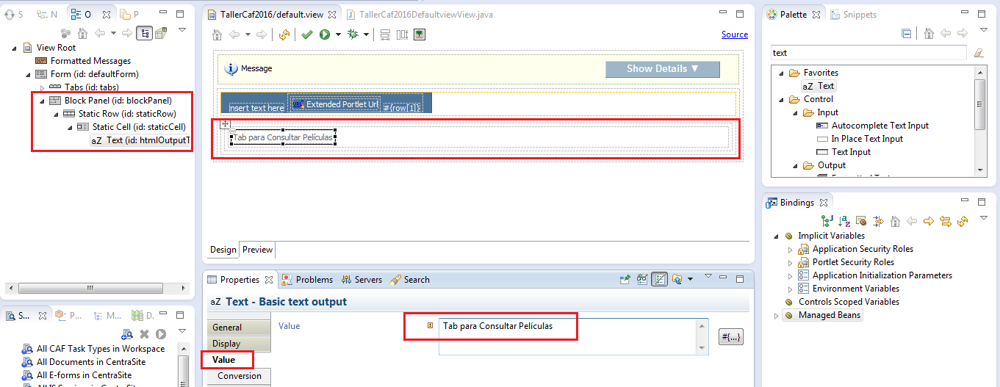 S
N
O
P
View Root
Formatted Messages
Form (id: defaultForm)
Tabs (id: tabs)
Block Panel (id: blockPanel)
Static Row (id: staticRow)
Static Cell (id: staticCell)
aZ Text (id: htmlOutputT
S...
P...
M...
D.
All CAF Task Types in Workspace
All Documents in CentraSite
All E-forms in CentraSite
TallerCaf2016/default.view
TallerCaf2016DefaultviewView.java
Source
Message
Show Details ▼
Insert text here
Extended Portlet Url
#{row[1]}
Tab para Consultar Películas
Design
Preview
Properties
Problems
Servers
Search
aZ Text - Basic text output
General
Display
Value
Conversion
Value
Tab para Consultar Películas
#{...}
Palette
Snippets
text
Favorites
aZ Text
Control
Input
Autocomplete Text Input
In Place Text Input
Text Input
Output
Bindings
Implicit Variables
Application Security Roles
Portlet Security Roles
Application Initialization Parameters
Environment Variables
Controls Scoped Variables
Managed Beans